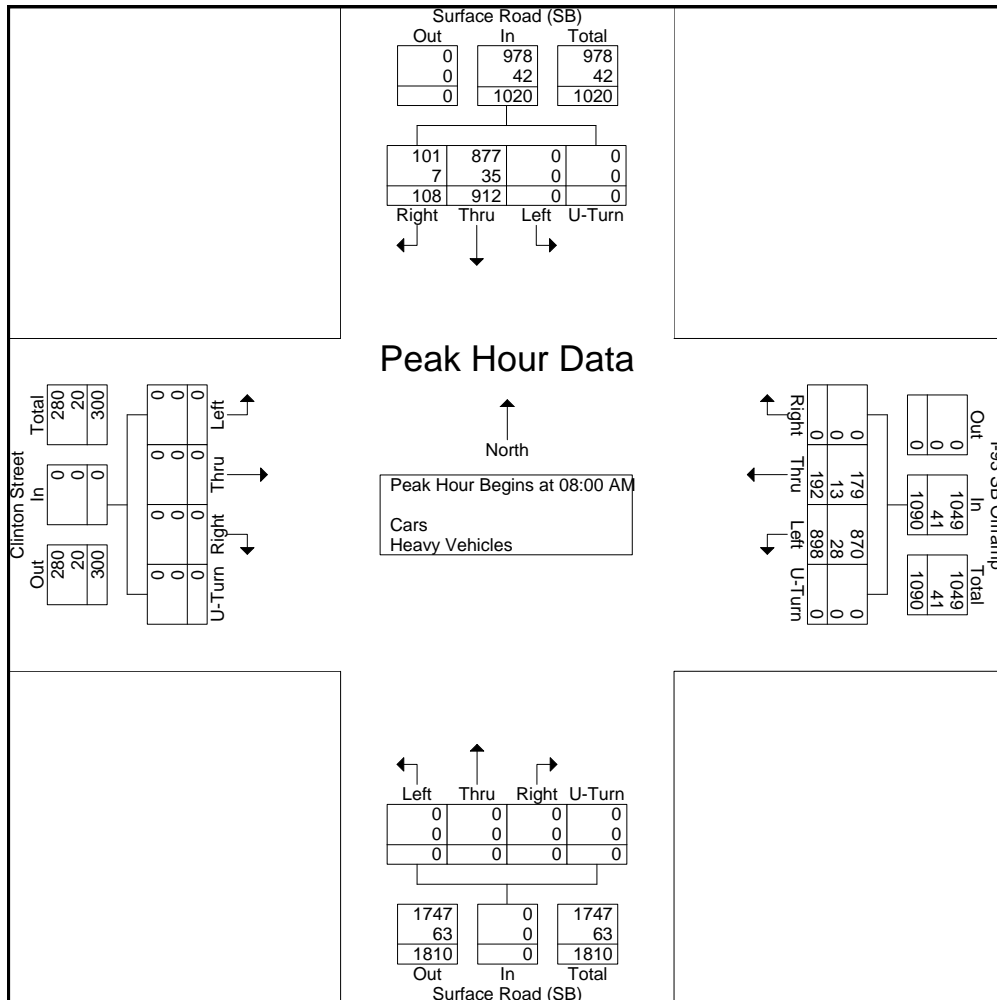 Surface Road (SB)
Out In Total
0 978 978
0 42 42
0 1020 1020
101 877 0 0
7 35 0 0
108 912 0 0
Right Thru Left U-Turn
Peak Hour Data
North
Peak Hour Begins at 08:00 AM
Cars
Heavy Vehicles
Clinton Street
Total In Out
280 0 280
20 0 20
300 0 300
0 0 0 0
0 0 0 0
0 0 0 0
Left Thru Right U-Turn
I-93 SB Offramp
Out In Total
0 1049 1049
0 41 41
0 1090 1090
0 179 870 0
0 13 28 0
0 192 898 0
Right Thru Left U-Turn
Left Thru Right U-Turn
0 0 0 0
0 0 0 0
0 0 0 0
1747 0 1747
63 0 63
1810 0 1810
Out In Total
Surface Road (SB)